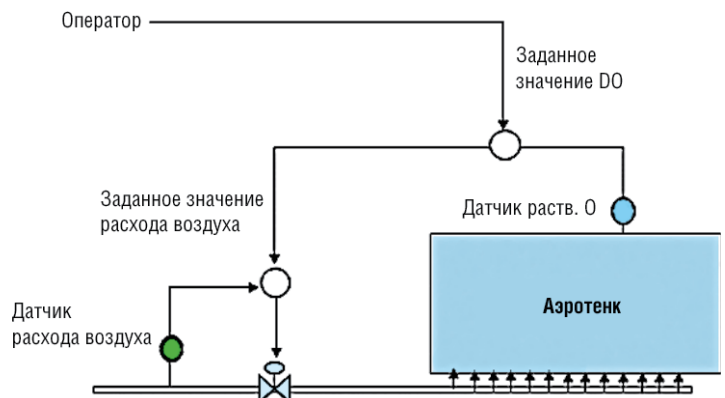 Оператор
Заданное
значение DO
Заданное значение
расхода воздуха
Датчик раств. О
Аэротенк
Датчик
расхода воздуха